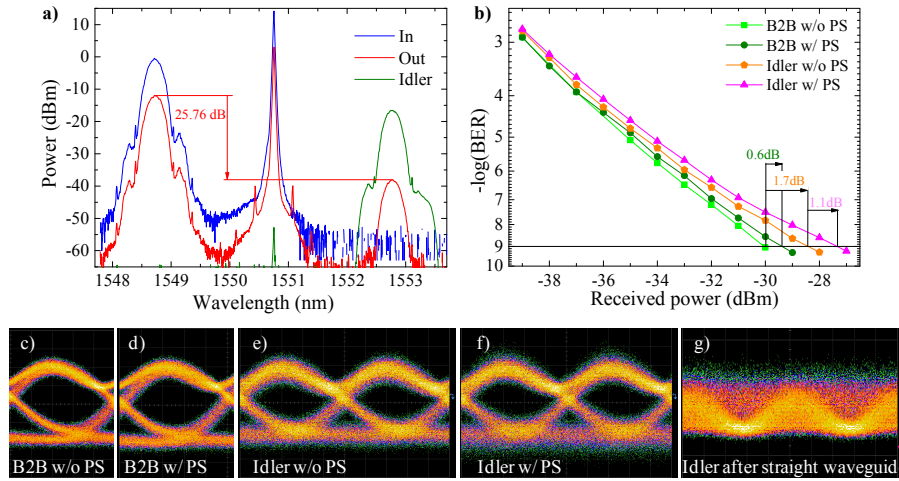 a)
In
Out
Idler
25.76 dB
Power (dBm)
10
0
-10
-20
-30
-40
-50
-60
1548
1549
1550
1551
1552
1553
Wavelength (nm)
b)
B2B w/o PS
B2B w/ PS
Idler w/o PS
Idler w/ PS
0.6dB
1.7dB
1.1dB
-log(BER)
3
4
5
6
7
8
9
10
-38
-36
-34
-32
-30
-28
-26
Received power (dBm)
c)
B2B w/o PS
d)
B2B w/ PS
e)
Idler w/o PS
f)
Idler w/ PS
g)
Idler after straight waveguid